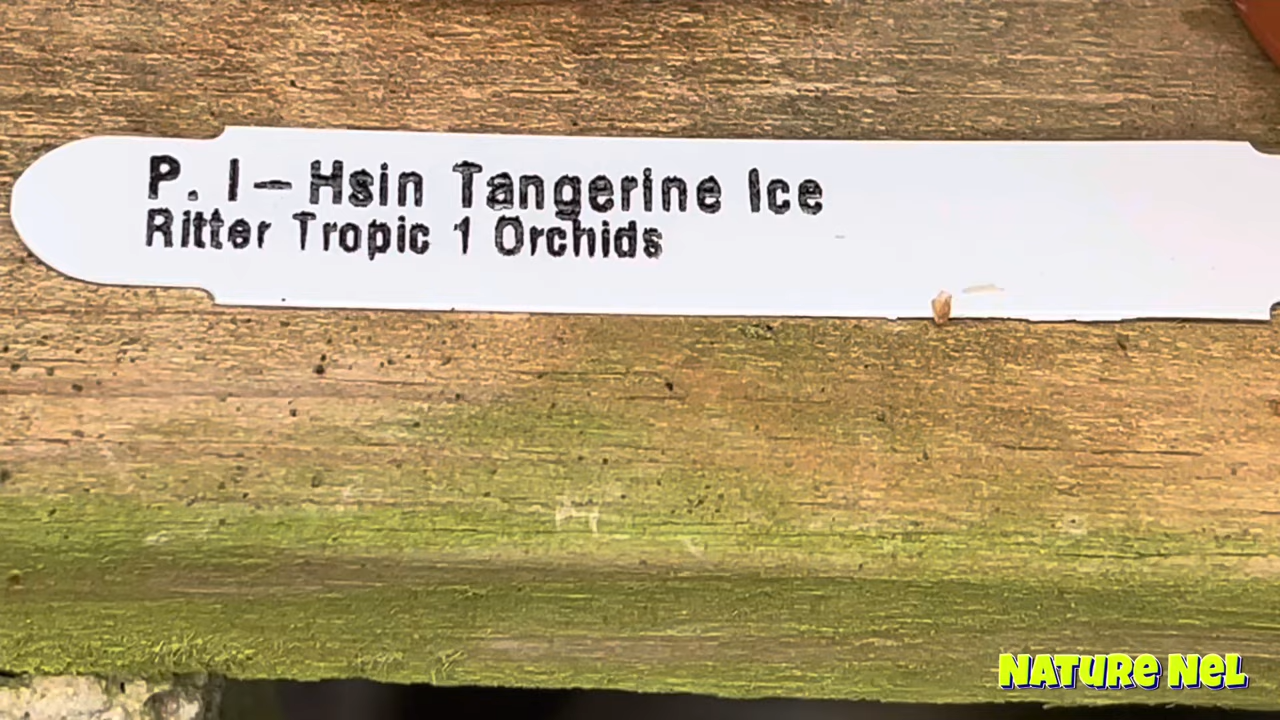 P. I-Hsin Tangerine Ice
Ritter Tropic 1 Orchids
Nature Nel